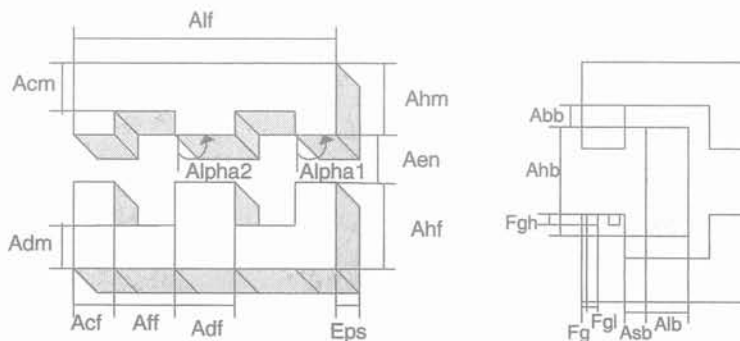 Alf
Acm
Ahm
Abb
Aen
Alpha2
Alpha1
Ahb
Adm
Ahf
Fgh
Acf
Aff
Adf
Eps
Fg
Fgl
Asb
Alb